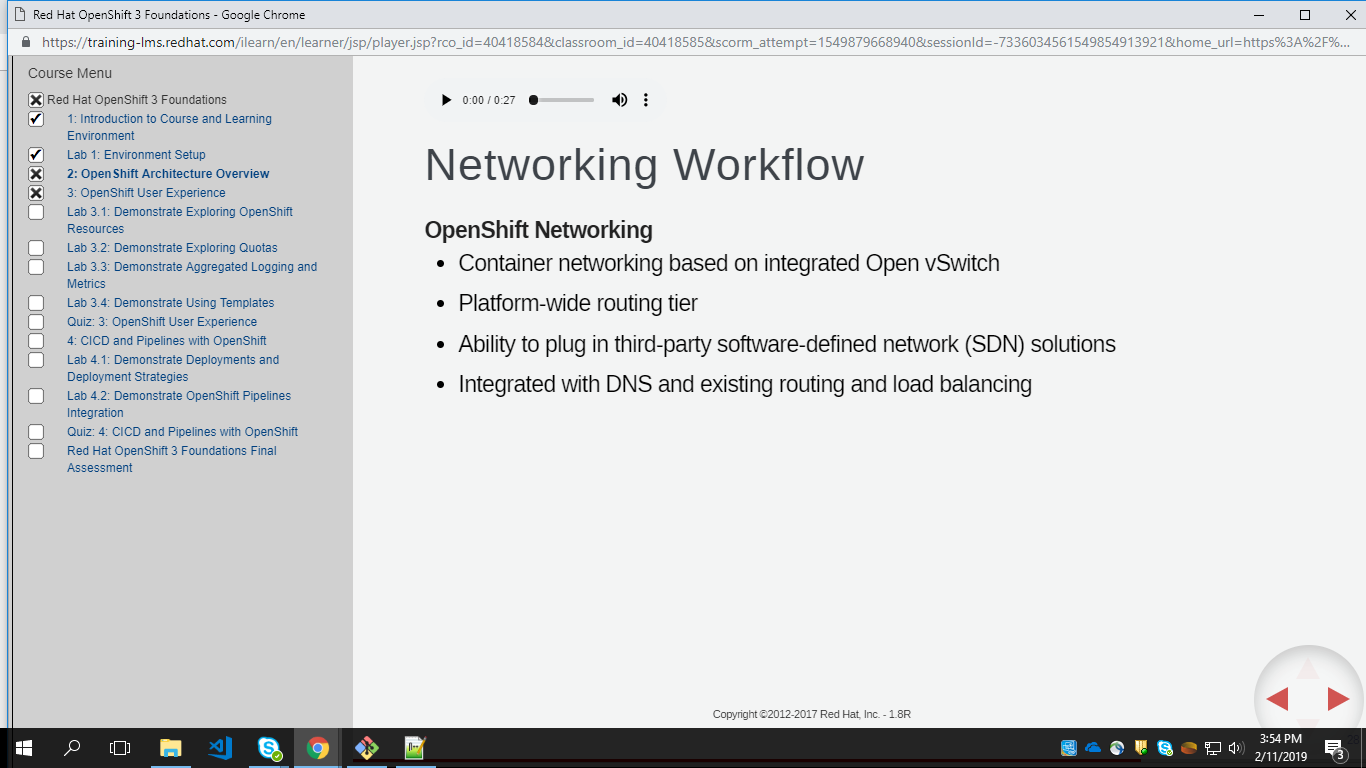 Red Hat OpenShift 3 Foundations - Google Chrome
https://training-lms.redhat.com/ilearn/en/learner/jsp/player.jsp?rco_id=40418584&classroom_id=40418585&scorm_attempt=1549879668940&sessionId=-7336034561549854913921&home_url=https%3A%2F%...
Course Menu
Red Hat OpenShift 3 Foundations
1: Introduction to Course and Learning
Environment
Lab 1: Environment Setup
2: OpenShift Architecture Overview
3: OpenShift User Experience
Lab 3.1: Demonstrate Exploring OpenShift
Resources
Lab 3.2: Demonstrate Exploring Quotas
Lab 3.3: Demonstrate Aggregated Logging and
Metrics
Lab 3.4: Demonstrate Using Templates
Quiz: 3: OpenShift User Experience
4: CICD and Pipelines with OpenShift
Lab 4.1: Demonstrate Deployments and
Deployment Strategies
Lab 4.2: Demonstrate OpenShift Pipelines
Integration
Quiz: 4: CICD and Pipelines with OpenShift
Red Hat OpenShift 3 Foundations Final
Assessment
0:00 / 0:27
Networking Workflow
OpenShift Networking
• Container networking based on integrated Open vSwitch
• Platform-wide routing tier
• Ability to plug in third-party software-defined network (SDN) solutions
• Integrated with DNS and existing routing and load balancing
Copyright ©2012-2017 Red Hat, Inc. - 1.8R
3:54 PM
2/11/2019
3